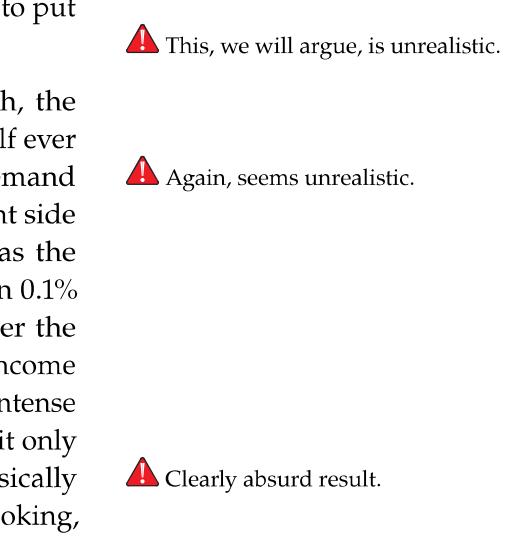 to put
This, we will argue, is unrealistic.
h, the
lf ever
Again, seems unrealistic.
mand
nt side
as the
n 0.1%
er the
ncome
ntense
it only
sically
Clearly absurd result.
oking,